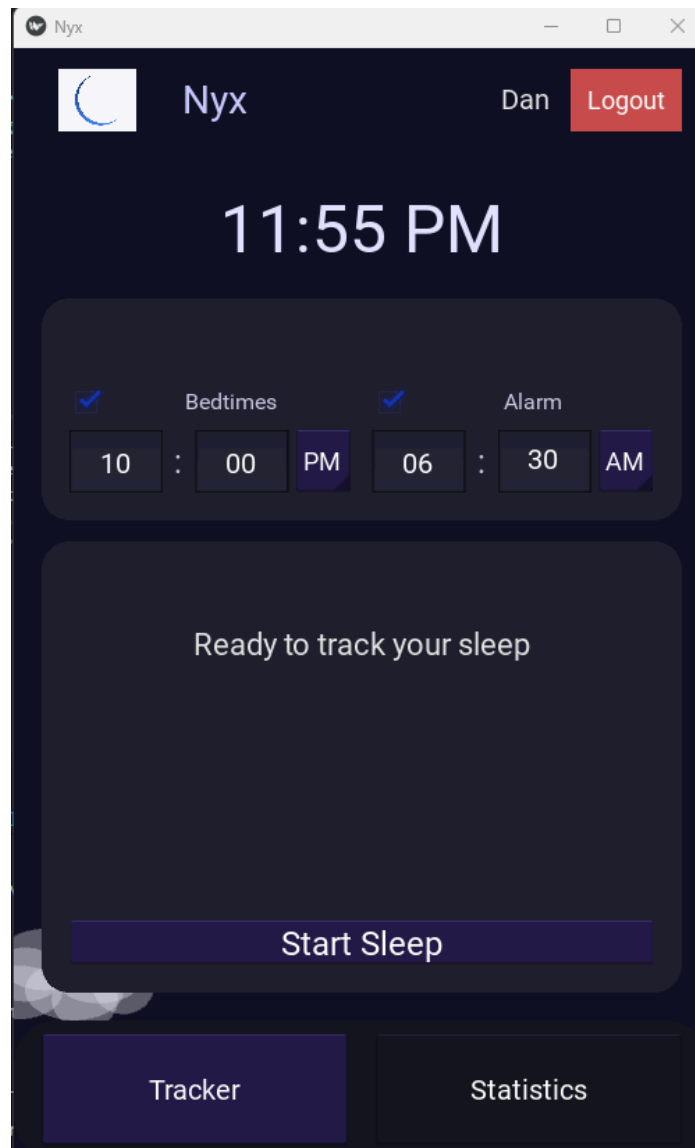 Nyx
Nyx Dan Logout
11:55 PM
Bedtimes Alarm
10 : 00 PM 06 : 30 AM
Ready to track your sleep
Start Sleep
Tracker Statistics